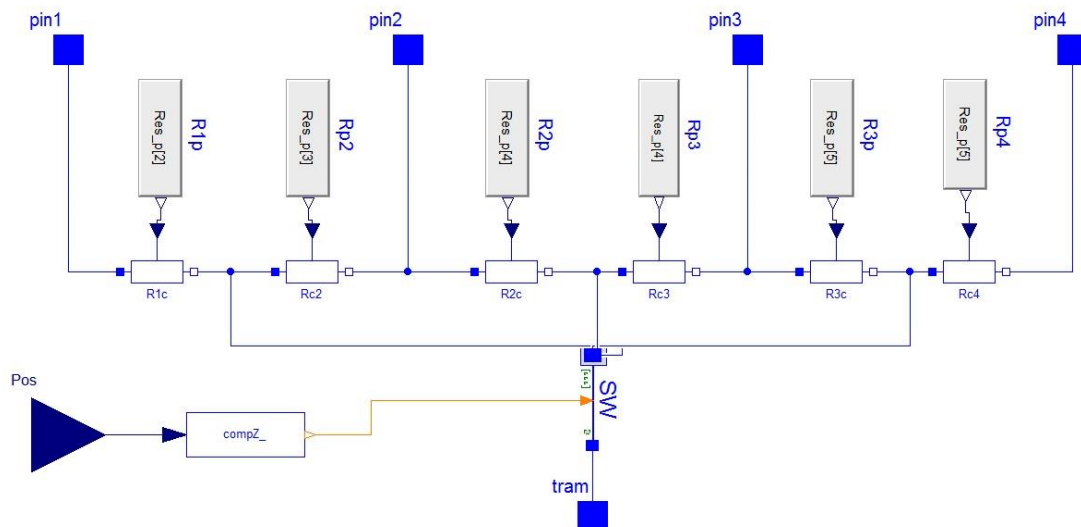 pin1
pin2
pin3
pin4
Res_p[2]
R1p
Res_p[3]
Rp2
Res_p[4]
R2p
Res_p[4]
Rp3
Res_p[5]
R3p
Res_p[5]
Rp4
R1c
Rc2
R2c
Rc3
R3c
Rc4
Pos
compZ_
SW
tram